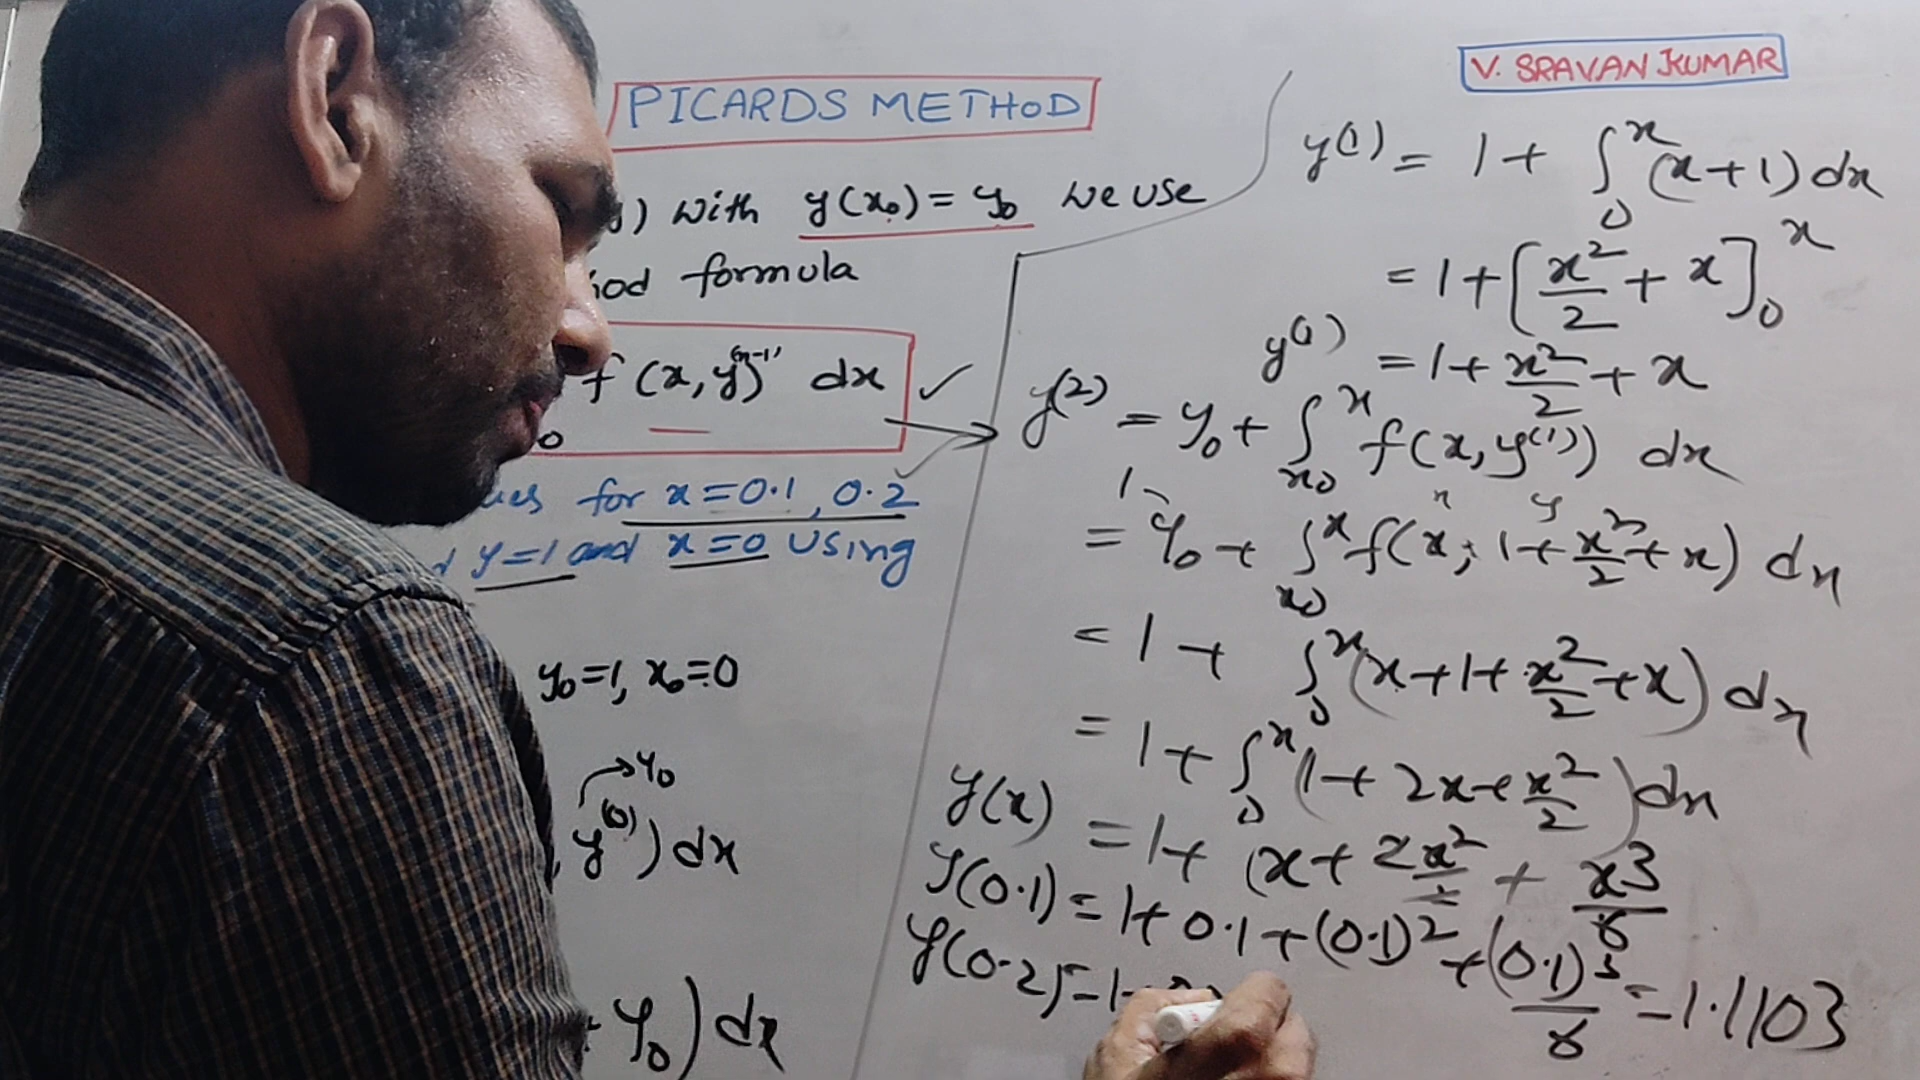 PICARDS METHOD
) with y(x₀) = y₀ we use
formula
f (x, y)⁽ⁿ⁻¹⁾ dx ✓
0
for x = 0.1, 0.2
y=1 and x=0 using
y₀=1, x₀=0
→ y₀
, y⁽⁰⁾) dx
+ y₀) dx
V. SRAVAN KUMAR
y⁽¹⁾ = 1 + ∫₀ˣ (x+1) dx
= 1 + [x²/2 + x]₀ˣ
y⁽¹⁾ = 1 + x²/2 + x
y⁽²⁾ = y₀ + ∫ₓ₀ˣ f(x, y⁽¹⁾) dx
= y₀ + ∫ₓ₀ˣ f(x, 1 + x²/2 + x) dx
= 1 + ∫₀ˣ (x + 1 + x²/2 + x) dx
= 1 + ∫₀ˣ (1 + 2x + x²/2) dx
y(x) = 1 + (x + 2x²/2 + x³/6
y(0.1) = 1 + 0.1 + (0.1)² + (0.1)³/6 = 1.1103
y(0.2) = 1